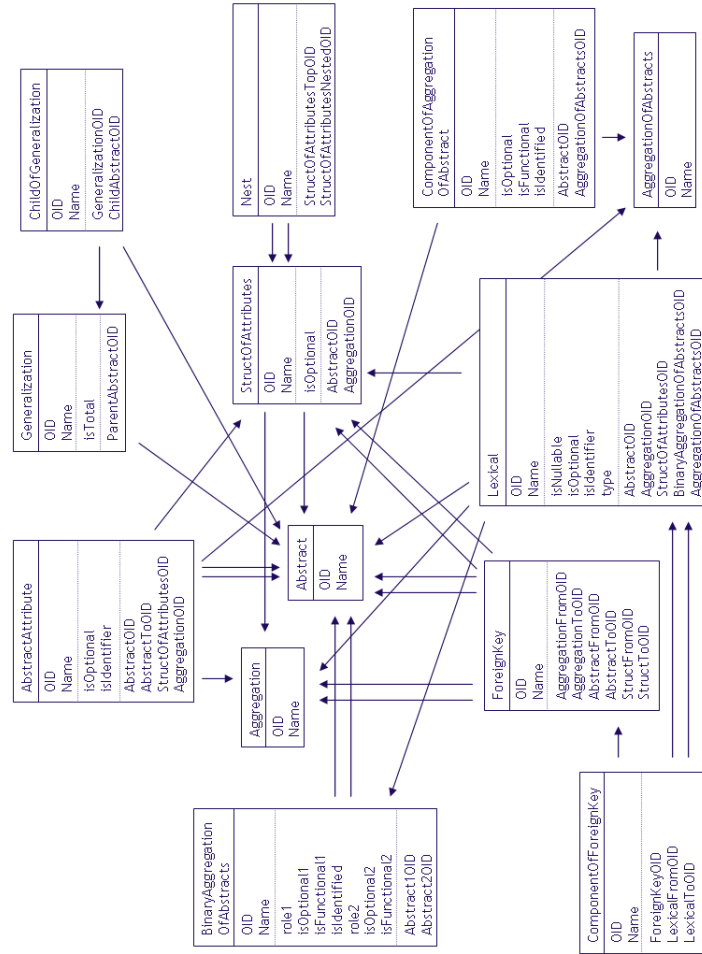 ChildOfGeneralization
OID
Name
GeneralizationOID
ChildAbstractOID
Nest
OID
Name
StructOfAttributesTopOID
StructOfAttributesNestedOID
ComponentOfAggregation
OfAbstract
OID
Name
isOptional
isFunctional
isIdentified
AbstractOID
AggregationOfAbstractsOID
AggregationOfAbstracts
OID
Name
Generalization
OID
Name
isTotal
ParentAbstractOID
StructOfAttributes
OID
Name
isOptional
AbstractOID
AggregationOID
Lexical
OID
Name
isNullable
isOptional
isIdentifier
type
AbstractOID
AggregationOID
StructOfAttributesOID
BinaryAggregationOfAbstractsOID
AggregationOfAbstractsOID
AbstractAttribute
OID
Name
isOptional
isIdentifier
AbstractOID
AbstractToOID
StructOfAttributesOID
AggregationOID
Abstract
OID
Name
Aggregation
OID
Name
ForeignKey
OID
Name
AggregationFromOID
AggregationToOID
AbstractFromOID
AbstractToOID
StructFromOID
StructToOID
BinaryAggregation
OfAbstracts
OID
Name
role1
isOptional1
isFunctional1
isIdentified
role2
isOptional2
isFunctional2
Abstract1OID
Abstract2OID
ComponentOfForeignKey
OID
Name
ForeignKeyOID
LexicalFromOID
LexicalToOID